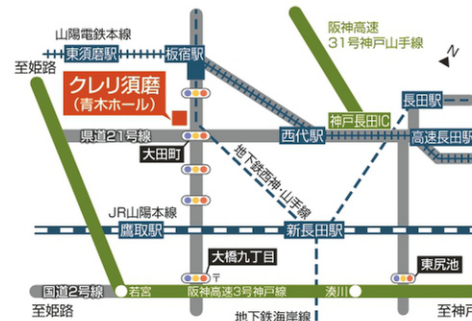 山陽電鉄本線
東須磨駅
板宿駅
至姫路
クレリ須磨
(青木ホール)
阪神高速
31号神戸山手線
N
長田駅
神戸長田IC
県道21号線
西代駅
高速長田駅
大田町
地下鉄西神・山手線
JR山陽本線
鷹取駅
新長田駅
大橋九丁目
〒
東尻池
国道2号線
若宮
阪神高速3号神戸線
湊川
至姫路
地下鉄海岸線
至神戸